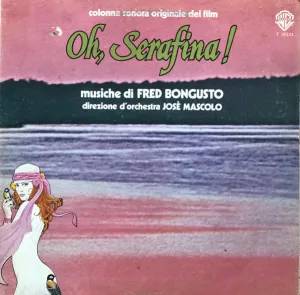 colonna sonora originale del film
Oh, Serafina!
musiche di FRED BONGUSTO
direzione d'orchestra JOSÈ MASCOLO